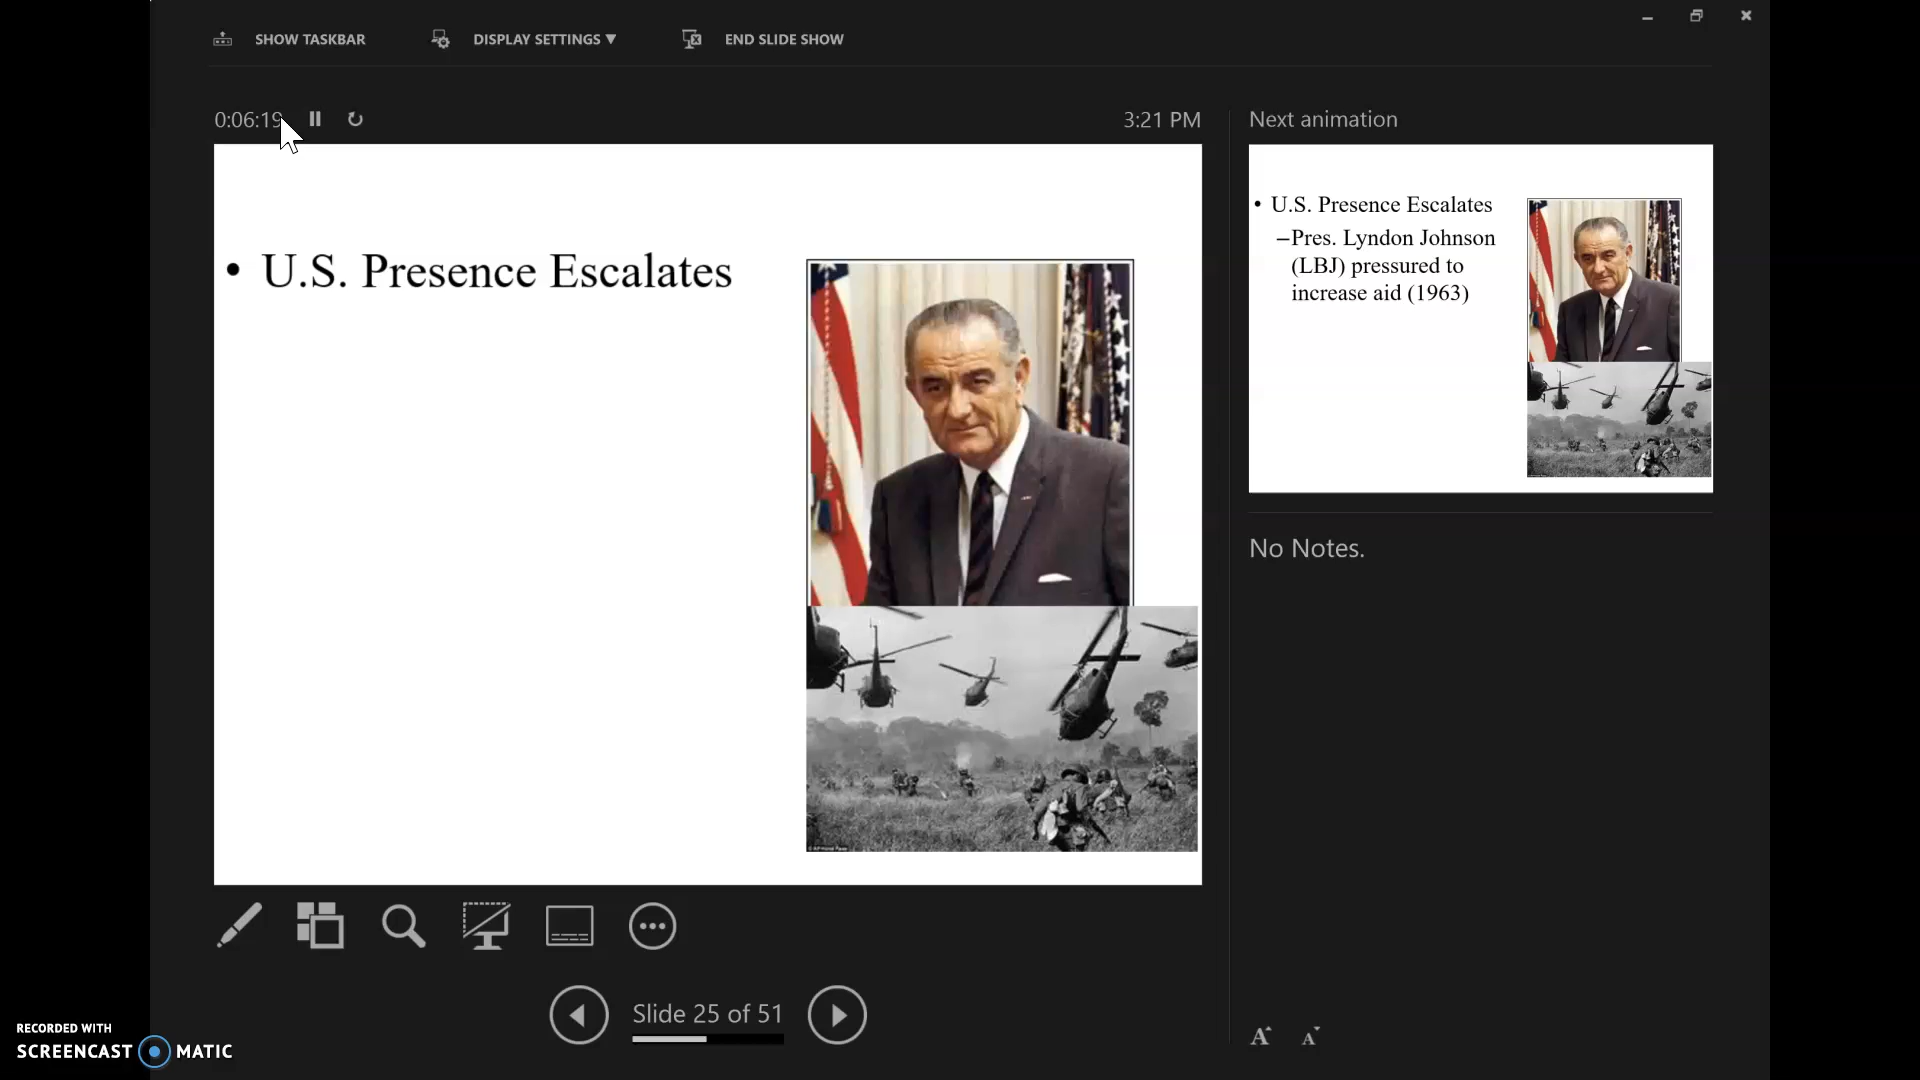 SHOW TASKBAR
DISPLAY SETTINGS ▼
END SLIDE SHOW
0:06:19
3:21 PM
Next animation
• U.S. Presence Escalates
• U.S. Presence Escalates
–Pres. Lyndon Johnson
(LBJ) pressured to
increase aid (1963)
No Notes.
Slide 25 of 51
A A
RECORDED WITH
SCREENCAST MATIC